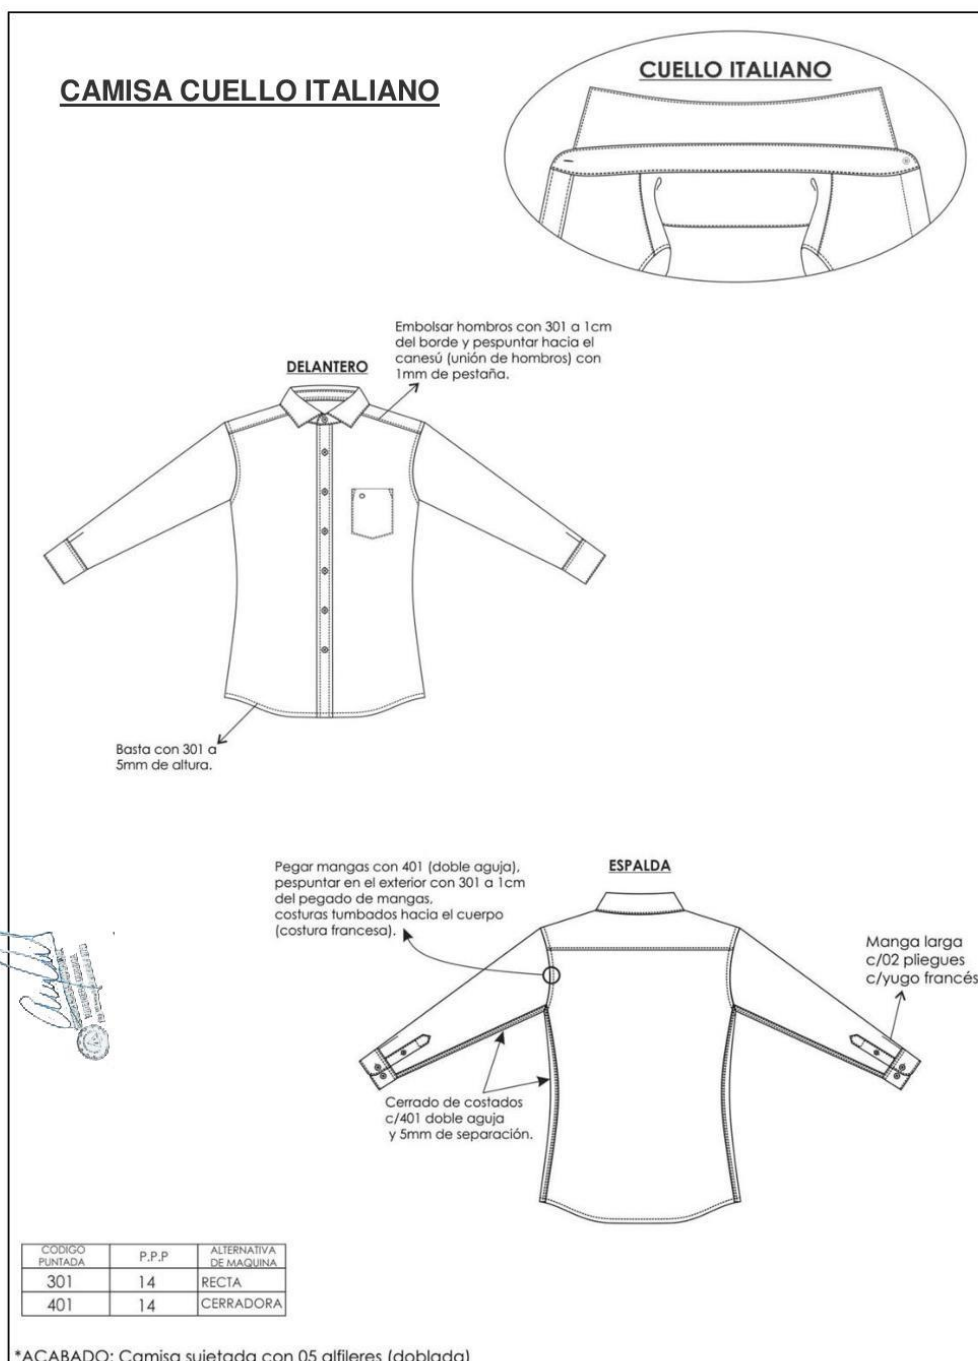 CAMISA CUELLO ITALIANO
CUELLO ITALIANO
Embolsar hombros con 301 a 1cm
del borde y pespuntar hacia el
canesú (unión de hombros) con
1mm de pestaña.
DELANTERO
Basta con 301 a
5mm de altura.
Pegar mangas con 401 (doble aguja),
pespuntar en el exterior con 301 a 1cm
del pegado de mangas,
costuras tumbados hacia el cuerpo
(costura francesa).
ESPALDA
Manga larga
c/02 pliegues
c/yugo francés
Cerrado de costados
c/401 doble aguja
y 5mm de separación.
CODIGO PUNTADA P.P.P ALTERNATIVA DE MAQUINA
301 14 RECTA
401 14 CERRADORA
*ACABADO: Camisa sujetada con 05 alfileres (doblada)